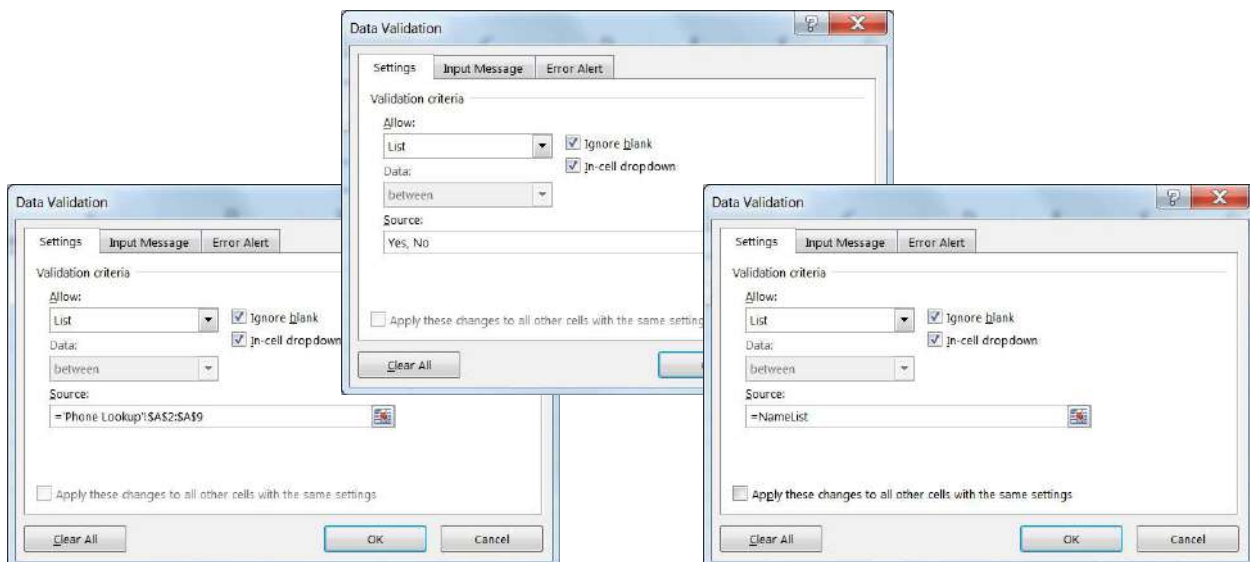 Data Validation
Settings Input Message Error Alert
Validation criteria
Allow:
List Ignore blank
Data: In-cell dropdown
between
Source:
Yes, No
Apply these changes to all other cells with the same setting
Clear All
Data Validation
Settings Input Message Error Alert
Validation criteria
Allow:
List Ignore blank
Data: In-cell dropdown
between
Source:
='Phone Lookup'!$A$2:$A$9
Apply these changes to all other cells with the same settings
Clear All OK Cancel
Data Validation
Settings Input Message Error Alert
Validation criteria
Allow:
List Ignore blank
Data: In-cell dropdown
between
Source:
=NameList
Apply these changes to all other cells with the same settings
Clear All OK Cancel